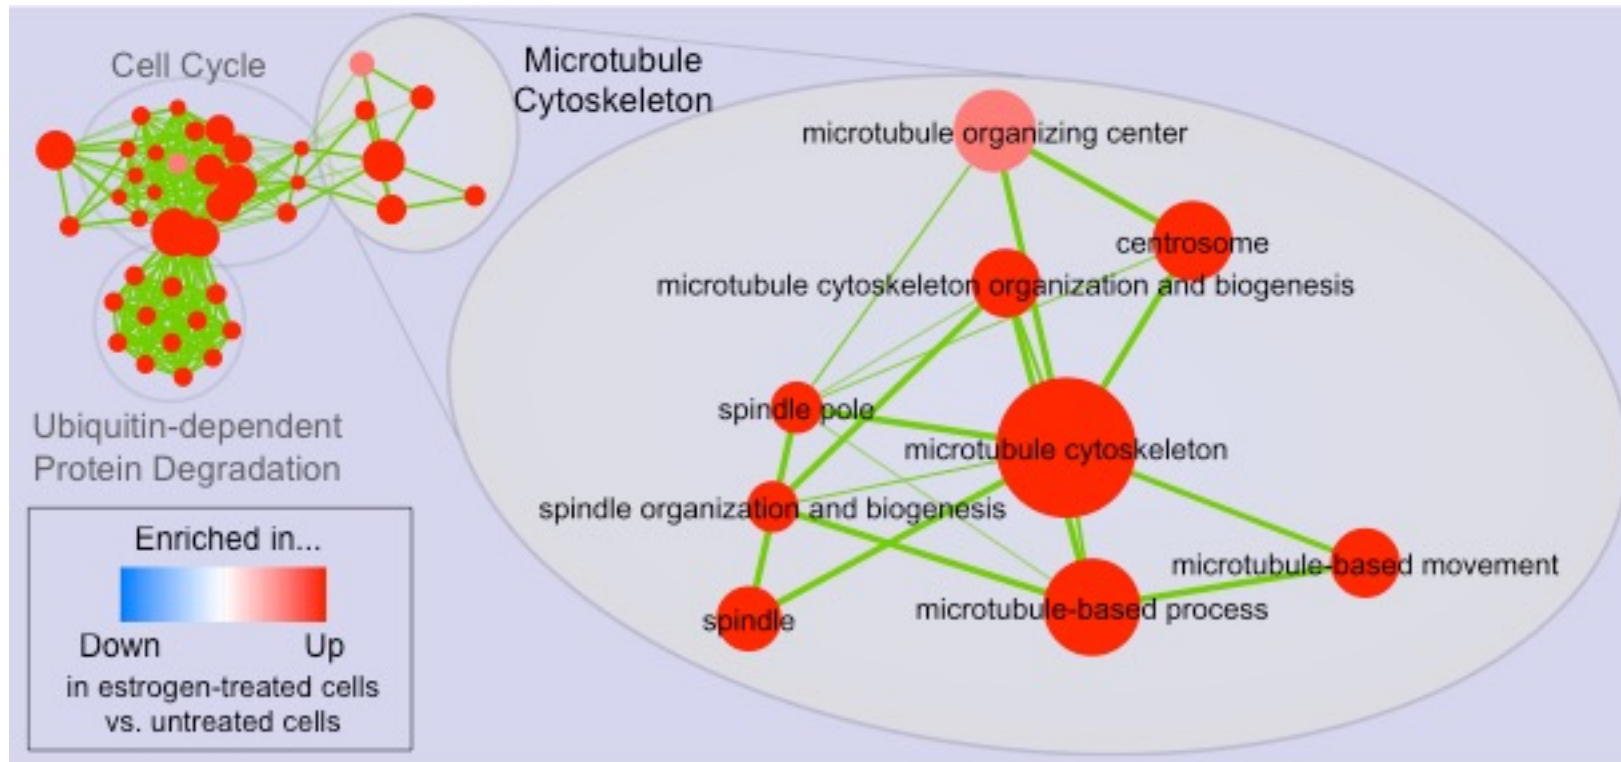 Cell Cycle
Microtubule
Cytoskeleton
microtubule organizing center
centrosome
microtubule cytoskeleton organization and biogenesis
spindle pole
microtubule cytoskeleton
spindle organization and biogenesis
microtubule-based movement
microtubule-based process
spindle
Ubiquitin-dependent
Protein Degradation
Enriched in...
Down Up
in estrogen-treated cells
vs. untreated cells